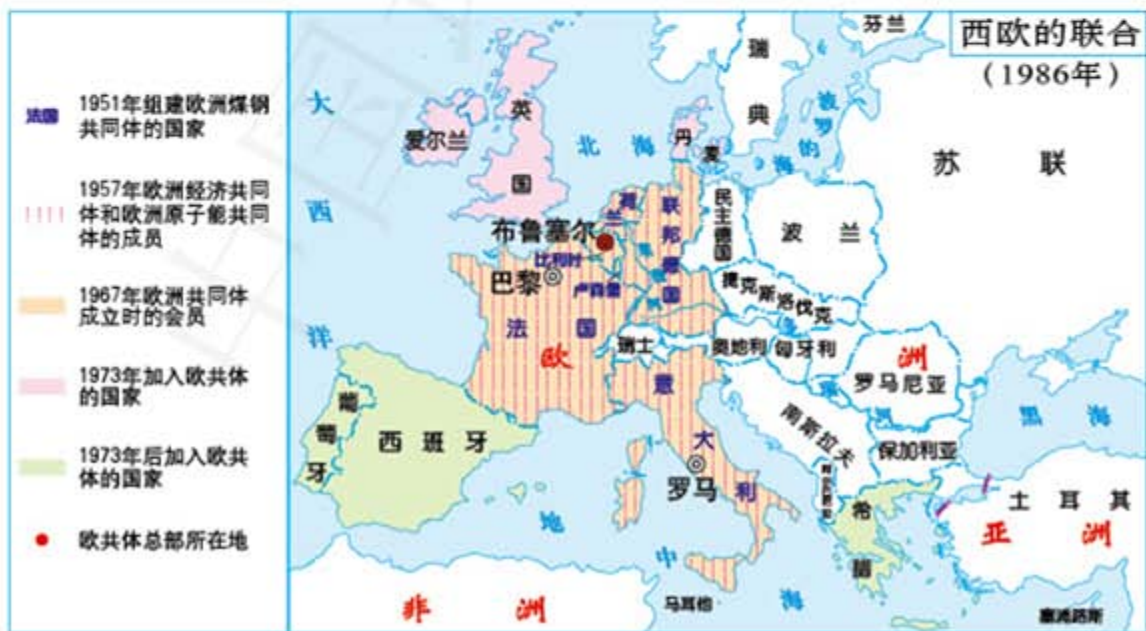 西欧的联合
（1986年）
法国
1951年组建欧洲煤钢
共同体的国家
1957年欧洲经济共同
体和欧洲原子能共同
体的成员
1967年欧洲共同体
成立时的会员
1973年加入欧共体
的国家
1973年后加入欧共
体的国家
欧共体总部所在地
大西洋
北海
波罗的海
芬兰
瑞典
苏联
爱尔兰
英国
丹麦
荷兰
联邦德国
民主德国
波兰
布鲁塞尔
比利时
巴黎
卢森堡
捷克斯洛伐克
法国
欧洲
瑞士
奥地利
匈牙利
罗马尼亚
意大利
南斯拉夫
保加利亚
黑海
葡萄牙
西班牙
罗马
希腊
土耳其
亚洲
地中海
非洲
马耳他
塞浦路斯